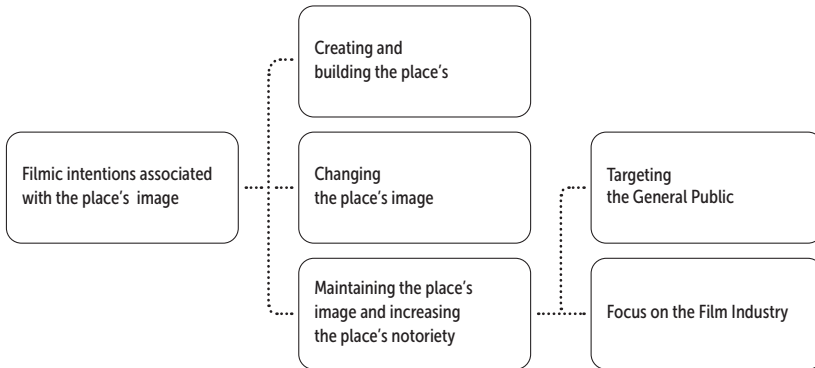 Creating and
building the place's
Filmic intentions associated
with the place's image
Changing
the place's image
Targeting
the General Public
Maintaining the place's
image and increasing
the place's notoriety
Focus on the Film Industry